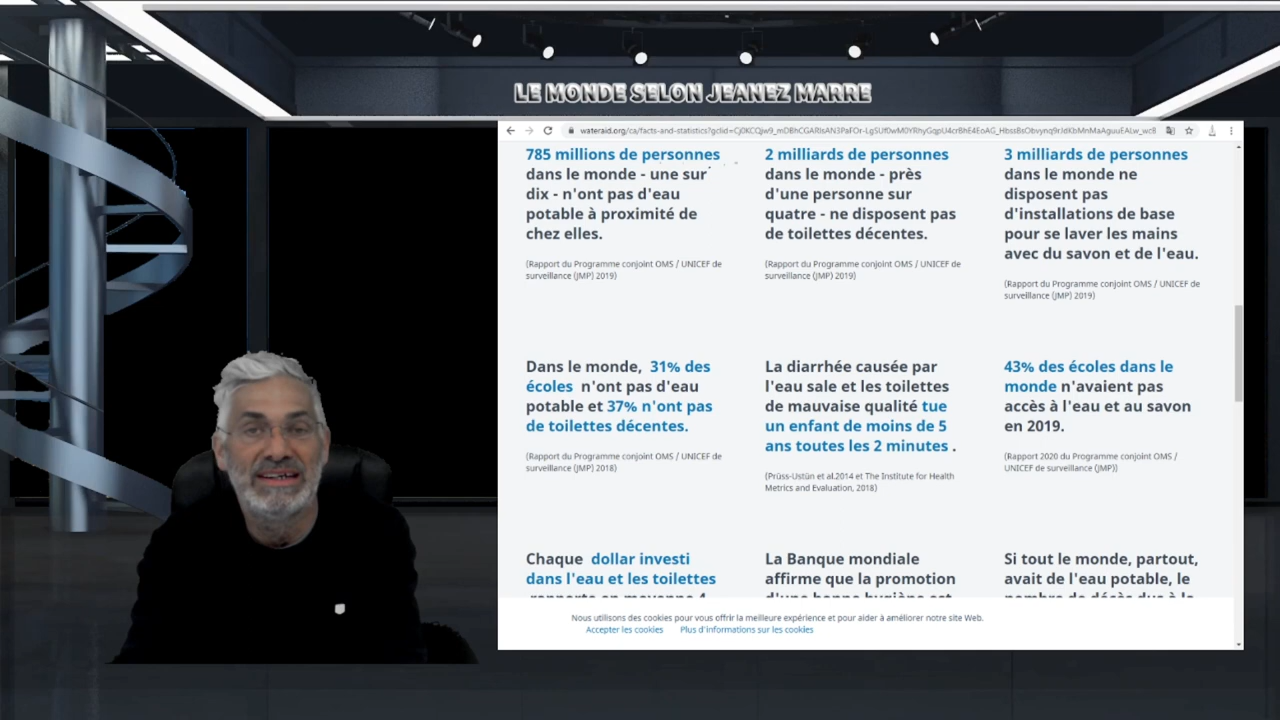 LE MONDE SELON JEANEZ MARRE
785 millions de personnes
dans le monde - une sur
dix - n'ont pas d'eau
potable à proximité de
chez elles.
(Rapport du Programme conjoint OMS / UNICEF de
surveillance (JMP) 2019)
2 milliards de personnes
dans le monde - près
d'une personne sur
quatre - ne disposent pas
de toilettes décentes.
(Rapport du Programme conjoint OMS / UNICEF de
surveillance (JMP) 2019)
3 milliards de personnes
dans le monde ne
disposent pas
d'installations de base
pour se laver les mains
avec du savon et de l'eau.
(Rapport du Programme conjoint OMS / UNICEF de
surveillance (JMP) 2019)
Dans le monde, 31% des
écoles n'ont pas d'eau
potable et 37% n'ont pas
de toilettes décentes.
(Rapport du Programme conjoint OMS / UNICEF de
surveillance (JMP) 2018)
La diarrhée causée par
l'eau sale et les toilettes
de mauvaise qualité tue
un enfant de moins de 5
ans toutes les 2 minutes .
(Prüss-Ustün et al.2014 et The Institute for Health
Metrics and Evaluation, 2018)
43% des écoles dans le
monde n'avaient pas
accès à l'eau et au savon
en 2019.
(Rapport 2020 du Programme conjoint OMS /
UNICEF de surveillance (JMP))
Chaque dollar investi
dans l'eau et les toilettes
rapporte en moyenne 4
La Banque mondiale
affirme que la promotion
d'une bonne hygiène est
Si tout le monde, partout,
avait de l'eau potable, le
nombre de décès dus à la
Nous utilisons des cookies pour vous offrir la meilleure expérience et pour aider à améliorer notre site Web.
Accepter les cookies Plus d'informations sur les cookies